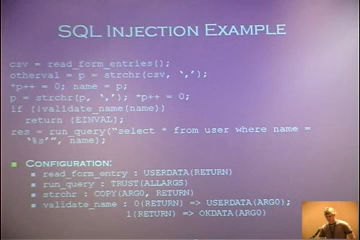 SQL INJECTION EXAMPLE
csv = read_form_entries();
otherval = p = strchr(csv, ‘,’);
*p++ = 0; name = p;
p = strchr(p, ‘,’); *p++ = 0;
if (!validate_name(name))
return (EINVAL);
res = run_query(“select * from user where name =
‘%s’”, name);
CONFIGURATION:
read_form_entry : USERDATA(RETURN)
run_query : TRUST(ALLARGS)
strchr : COPY(ARG0, RETURN)
validate_name : 0(RETURN) => USERDATA(ARG0);
1(RETURN) => OKDATA(ARG0)